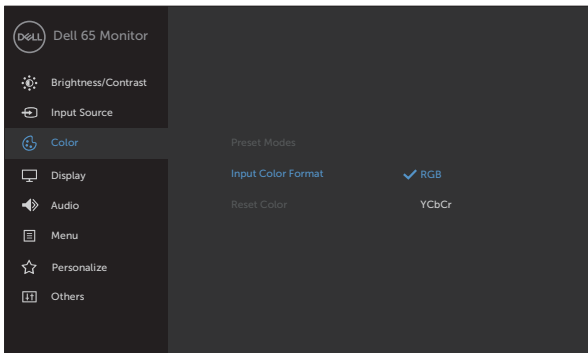 DELL Dell 65 Monitor
Brightness/Contrast
Input Source
Color
Display
Audio
Menu
Personalize
Others
Preset Modes
Input Color Format
Reset Color
RGB
YCbCr